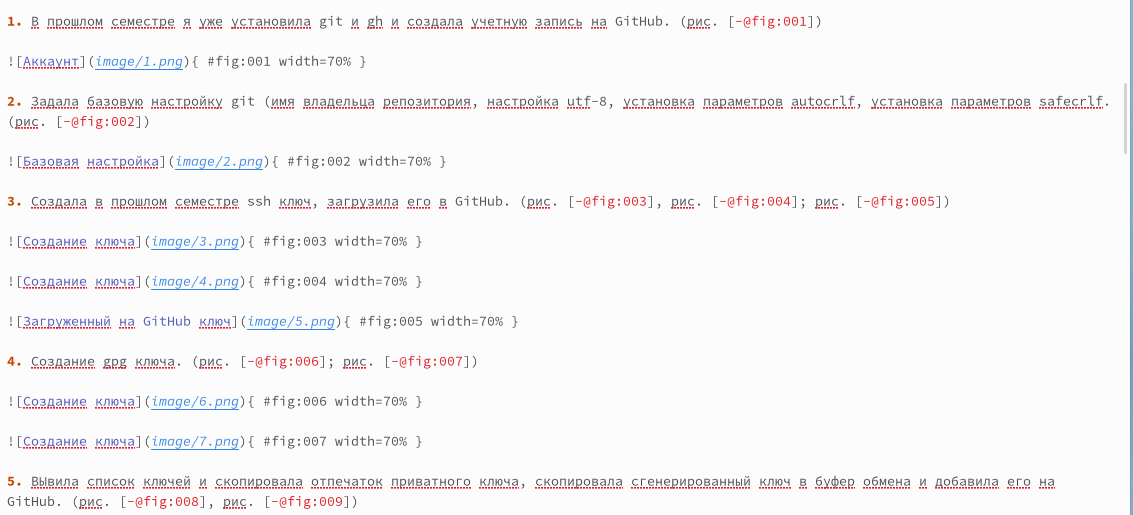 1. В прошлом семестре я уже установила git и gh и создала учетную запись на GitHub. (рис. [-@fig:001])
![Аккаунт](image/1.png){ #fig:001 width=70% }
2. Задала базовую настройку git (имя владельца репозитория, настройка utf-8, установка параметров autocrlf, установка параметров safecrlf.
(рис. [-@fig:002])
![Базовая настройка](image/2.png){ #fig:002 width=70% }
3. Создала в прошлом семестре ssh ключ, загрузила его в GitHub. (рис. [-@fig:003], рис. [-@fig:004]; рис. [-@fig:005])
![Создание ключа](image/3.png){ #fig:003 width=70% }
![Создание ключа](image/4.png){ #fig:004 width=70% }
![Загруженный на GitHub ключ](image/5.png){ #fig:005 width=70% }
4. Создание gpg ключа. (рис. [-@fig:006]; рис. [-@fig:007])
![Создание ключа](image/6.png){ #fig:006 width=70% }
![Создание ключа](image/7.png){ #fig:007 width=70% }
5. ВЫвила список ключей и скопировала отпечаток приватного ключа, скопировала сгенерированный ключ в буфер обмена и добавила его на
GitHub. (рис. [-@fig:008], рис. [-@fig:009])